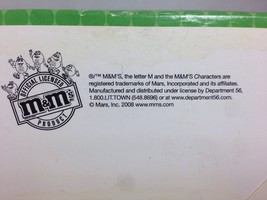 OFFICIAL LICENSED
m&m's
PRODUCT
®/™ M&M'S, the letter M and the M&M'S Characters are
registered trademarks of Mars, Incorporated and its affiliates.
Manufactured and distributed under license by Department 56,
1.800.LIT.TOWN (548.8696) or at www.department56.com.
© Mars, Inc. 2008 www.mms.com